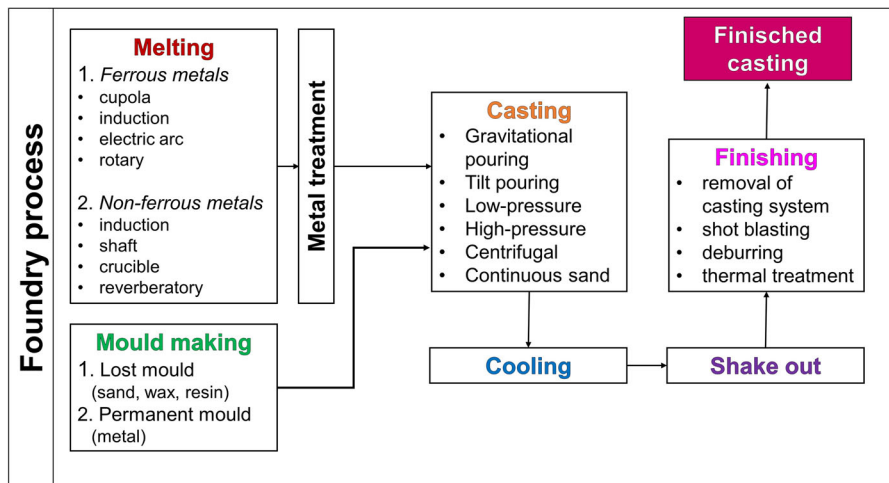 Foundry process
Melting
1. Ferrous metals
• cupola
• induction
• electric arc
• rotary
2. Non-ferrous metals
• induction
• shaft
• crucible
• reverberatory
Metal treatment
Mould making
1. Lost mould
(sand, wax, resin)
2. Permanent mould
(metal)
Casting
• Gravitational
pouring
• Tilt pouring
• Low-pressure
• High-pressure
• Centrifugal
• Continuous sand
Cooling
Shake out
Finishing
• removal of
casting system
• shot blasting
• deburring
• thermal treatment
Finisched
casting